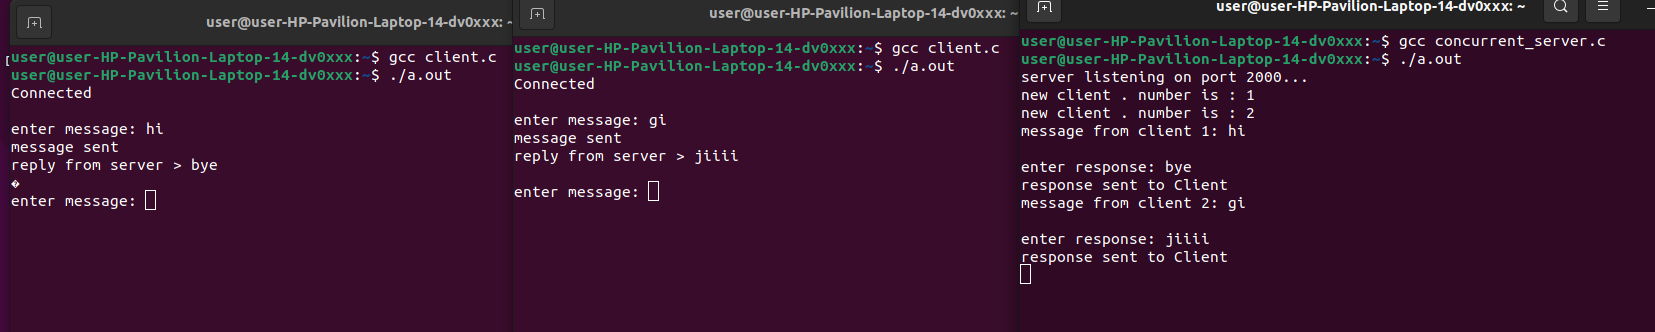 user@user-HP-Pavilion-Laptop-14-dv0xxx: ~
user@user-HP-Pavilion-Laptop-14-dv0xxx:~$ gcc client.c
user@user-HP-Pavilion-Laptop-14-dv0xxx:~$ ./a.out
Connected
enter message: hi
message sent
reply from server > bye
�
enter message:
user@user-HP-Pavilion-Laptop-14-dv0xxx: ~
user@user-HP-Pavilion-Laptop-14-dv0xxx:~$ gcc client.c
user@user-HP-Pavilion-Laptop-14-dv0xxx:~$ ./a.out
Connected
enter message: gi
message sent
reply from server > jiiii
enter message:
user@user-HP-Pavilion-Laptop-14-dv0xxx: ~
user@user-HP-Pavilion-Laptop-14-dv0xxx:~$ gcc concurrent_server.c
user@user-HP-Pavilion-Laptop-14-dv0xxx:~$ ./a.out
server listening on port 2000...
new client . number is : 1
new client . number is : 2
message from client 1: hi
enter response: bye
response sent to Client
message from client 2: gi
enter response: jiiii
response sent to Client